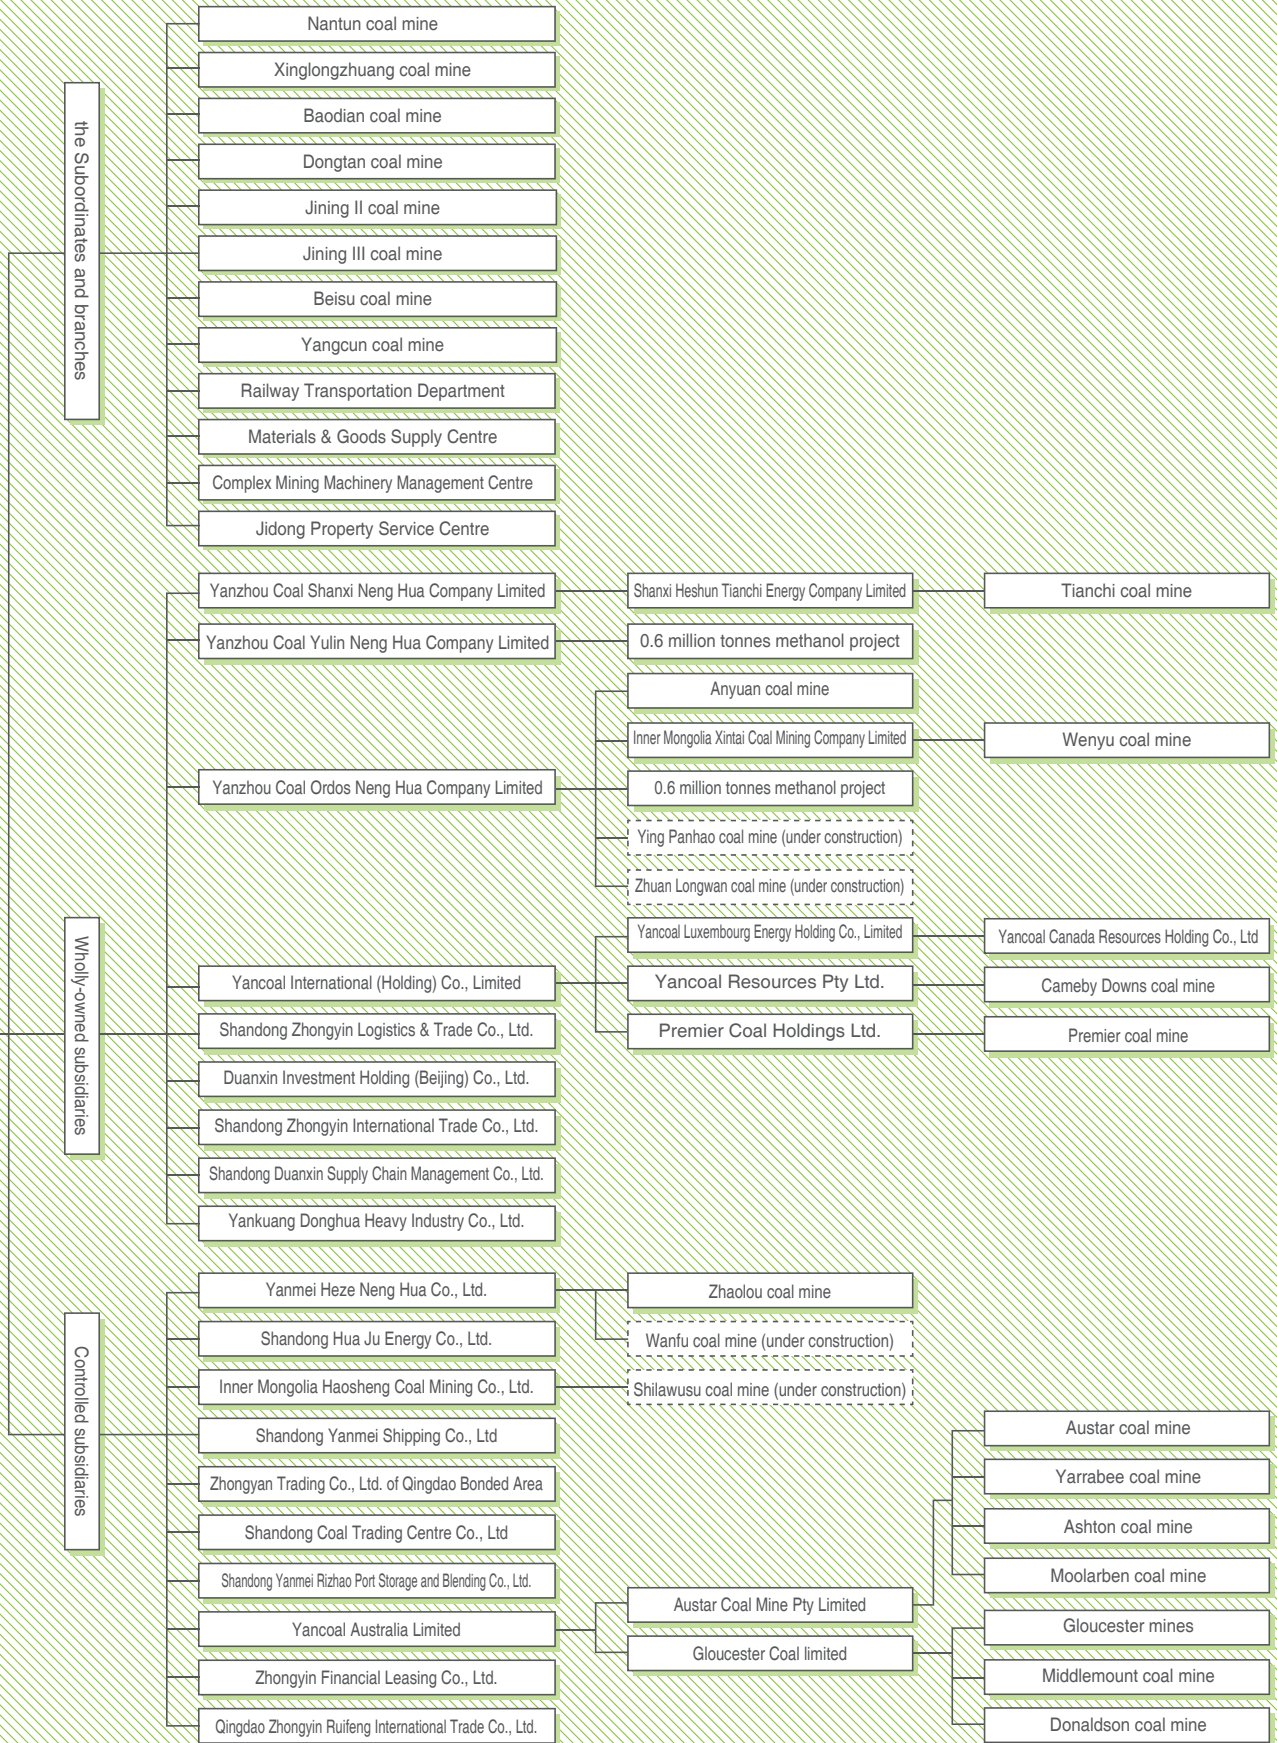 the Subordinates and branches
Nantun coal mine
Xinglongzhuang coal mine
Baodian coal mine
Dongtan coal mine
Jining II coal mine
Jining III coal mine
Beisu coal mine
Yangcun coal mine
Railway Transportation Department
Materials & Goods Supply Centre
Complex Mining Machinery Management Centre
Jidong Property Service Centre
Wholly-owned subsidiaries
Yanzhou Coal Shanxi Neng Hua Company Limited
Shanxi Heshun Tianchi Energy Company Limited
Tianchi coal mine
Yanzhou Coal Yulin Neng Hua Company Limited
0.6 million tonnes methanol project
Yanzhou Coal Ordos Neng Hua Company Limited
Anyuan coal mine
Inner Mongolia Xintai Coal Mining Company Limited
Wenyu coal mine
0.6 million tonnes methanol project
Ying Panhao coal mine (under construction)
Zhuan Longwan coal mine (under construction)
Yancoal International (Holding) Co., Limited
Yancoal Luxembourg Energy Holding Co., Limited
Yancoal Canada Resources Holding Co., Ltd
Yancoal Resources Pty Ltd.
Cameby Downs coal mine
Premier Coal Holdings Ltd.
Premier coal mine
Shandong Zhongyin Logistics & Trade Co., Ltd.
Duanxin Investment Holding (Beijing) Co., Ltd.
Shandong Zhongyin International Trade Co., Ltd.
Shandong Duanxin Supply Chain Management Co., Ltd.
Yankuang Donghua Heavy Industry Co., Ltd.
Controlled subsidiaries
Yanmei Heze Neng Hua Co., Ltd.
Zhaolou coal mine
Wanfu coal mine (under construction)
Shandong Hua Ju Energy Co., Ltd.
Inner Mongolia Haosheng Coal Mining Co., Ltd.
Shilawusu coal mine (under construction)
Shandong Yanmei Shipping Co., Ltd
Zhongyan Trading Co., Ltd. of Qingdao Bonded Area
Shandong Coal Trading Centre Co., Ltd
Shandong Yanmei Rizhao Port Storage and Blending Co., Ltd.
Yancoal Australia Limited
Austar Coal Mine Pty Limited
Austar coal mine
Yarrabee coal mine
Ashton coal mine
Moolarben coal mine
Gloucester Coal limited
Gloucester mines
Middlemount coal mine
Donaldson coal mine
Zhongyin Financial Leasing Co., Ltd.
Qingdao Zhongyin Ruifeng International Trade Co., Ltd.